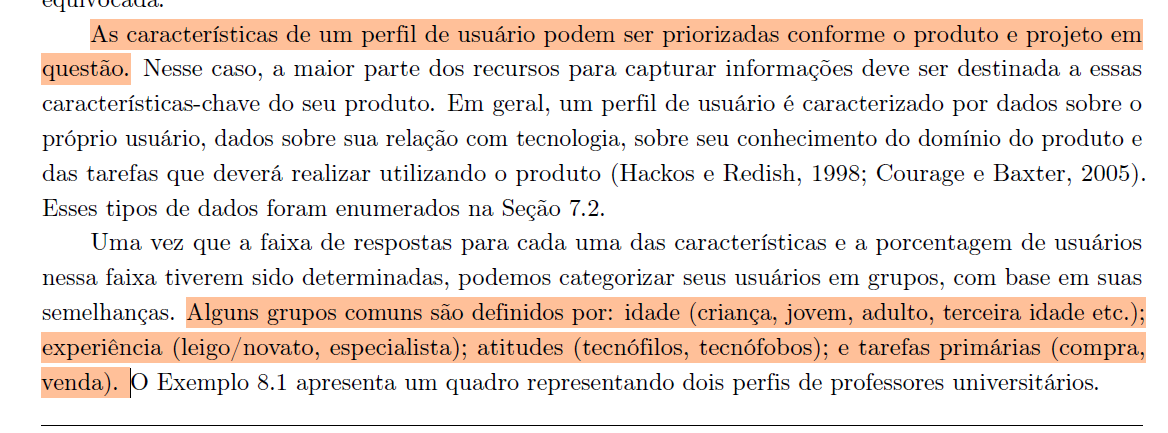 equivocada.
As características de um perfil de usuário podem ser priorizadas conforme o produto e projeto em
questão. Nesse caso, a maior parte dos recursos para capturar informações deve ser destinada a essas
características-chave do seu produto. Em geral, um perfil de usuário é caracterizado por dados sobre o
próprio usuário, dados sobre sua relação com tecnologia, sobre seu conhecimento do domínio do produto e
das tarefas que deverá realizar utilizando o produto (Hackos e Redish, 1998; Courage e Baxter, 2005).
Esses tipos de dados foram enumerados na Seção 7.2.
Uma vez que a faixa de respostas para cada uma das características e a porcentagem de usuários
nessa faixa tiverem sido determinadas, podemos categorizar seus usuários em grupos, com base em suas
semelhanças. Alguns grupos comuns são definidos por: idade (criança, jovem, adulto, terceira idade etc.);
experiência (leigo/novato, especialista); atitudes (tecnófilos, tecnófobos); e tarefas primárias (compra,
venda). O Exemplo 8.1 apresenta um quadro representando dois perfis de professores universitários.